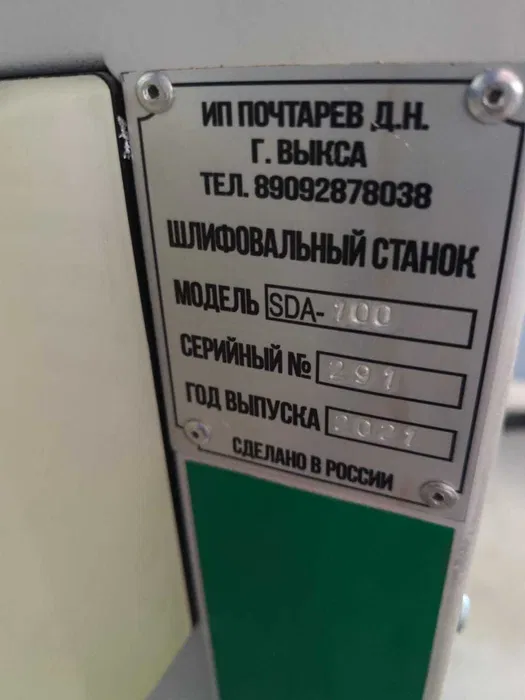 ИП ПОЧТАРЕВ Д.Н.
Г. ВЫКСА
ТЕЛ. 89092878038
ШЛИФОВАЛЬНЫЙ СТАНОК
МОДЕЛЬ SDA-100
СЕРИЙНЫЙ № 291
ГОД ВЫПУСКА 2021
СДЕЛАНО В РОССИИ